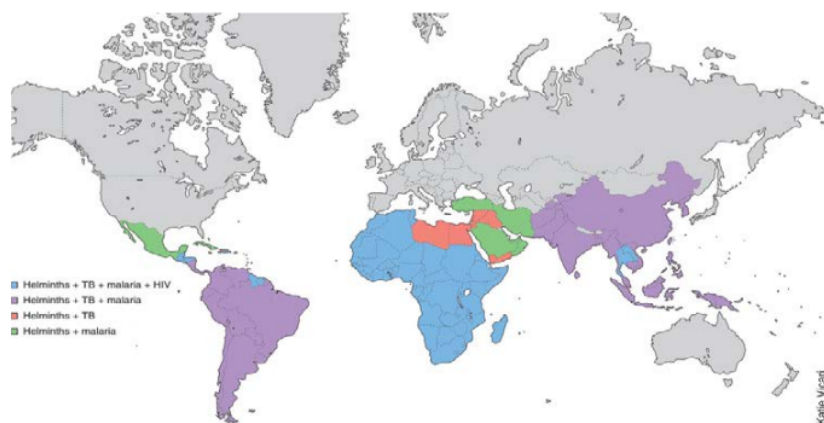 Helminths + TB + malaria + HIV
Helminths + TB + malaria
Helminths + TB
Helminths + malaria
Katie Vicari